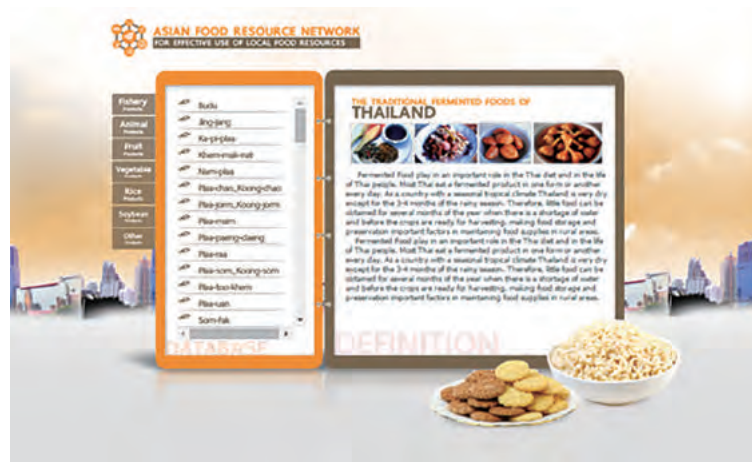 ASIAN FOOD RESOURCE NETWORK
FOR EFFECTIVE USE OF LOCAL FOOD RESOURCES
Fishery
Products
Animal
Products
Fruit
Products
Vegetable
Products
Rice
Products
Soybean
Products
Other
Products
Budu
Jing-jang
Ka-pi-plaa
Khem-mak-nat
Nam-plaa
Plaa-chao_Koong-chao
Plaa-jorm_Koong-jorm
Plaa-mam
Plaa-paeng-daeng
Plaa-raa
Plaa-som_Koong-som
Plaa-too-khem
Plaa-uan
Som-fak
DATABASE
THE TRADITIONAL FERMENTED FOODS OF
THAILAND
Fermented Food play in an important role in the Thai diet and in the life
of Thai people. Most Thai eat a fermented product in one form or another
every day. As a country with a seasonal tropical climate Thailand is very dry
except for the 3-4 months of the rainy season. Therefore, little food can be
obtained for several months of the year when there is a shortage of water
and before the crops are ready for harvesting, making food storage and
preservation important factors in maintaining food supplies in rural areas.
Fermented Food play in an important role in the Thai diet and in the life
of Thai people. Most Thai eat a fermented product in one form or another
every day. As a country with a seasonal tropical climate Thailand is very dry
except for the 3-4 months of the rainy season. Therefore, little food can be
obtained for several months of the year when there is a shortage of water
and before the crops are ready for harvesting, making food storage and
preservation important factors in maintaining food supplies in rural areas.
DEFINITION